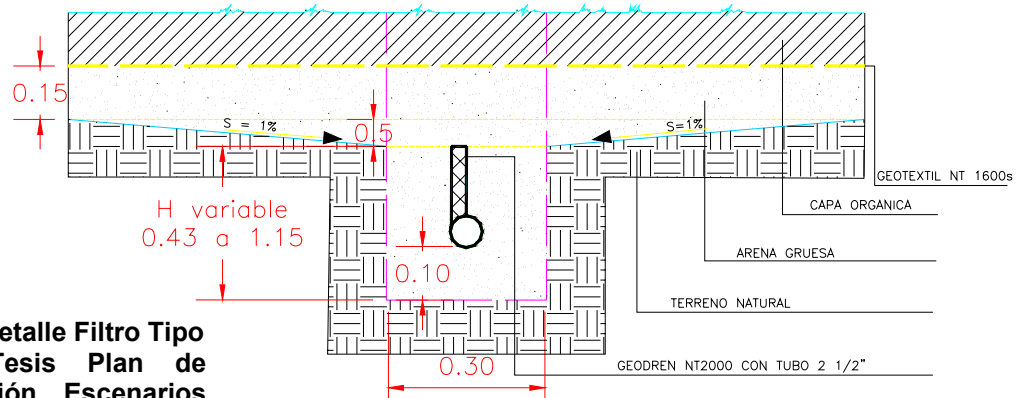 0.15
S = 1%
0.5
S=1%
GEOTEXTIL NT 1600s
H variable
0.43 a 1.15
CAPA ORGANICA
0.10
ARENA GRUESA
TERRENO NATURAL
etalle Filtro Tipo
Tesis Plan de
ión Escenarios
0.30
GEODREN NT2000 CON TUBO 2 1/2"